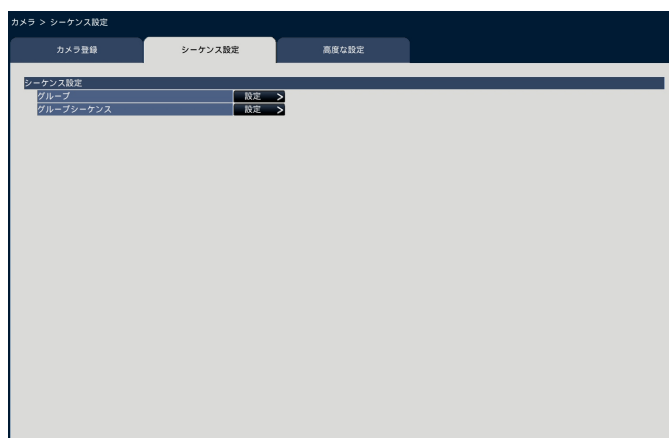 カメラ > シーケンス設定
カメラ登録 シーケンス設定 高度な設定
シーケンス設定
グループ 設定 >
グループシーケンス 設定 >